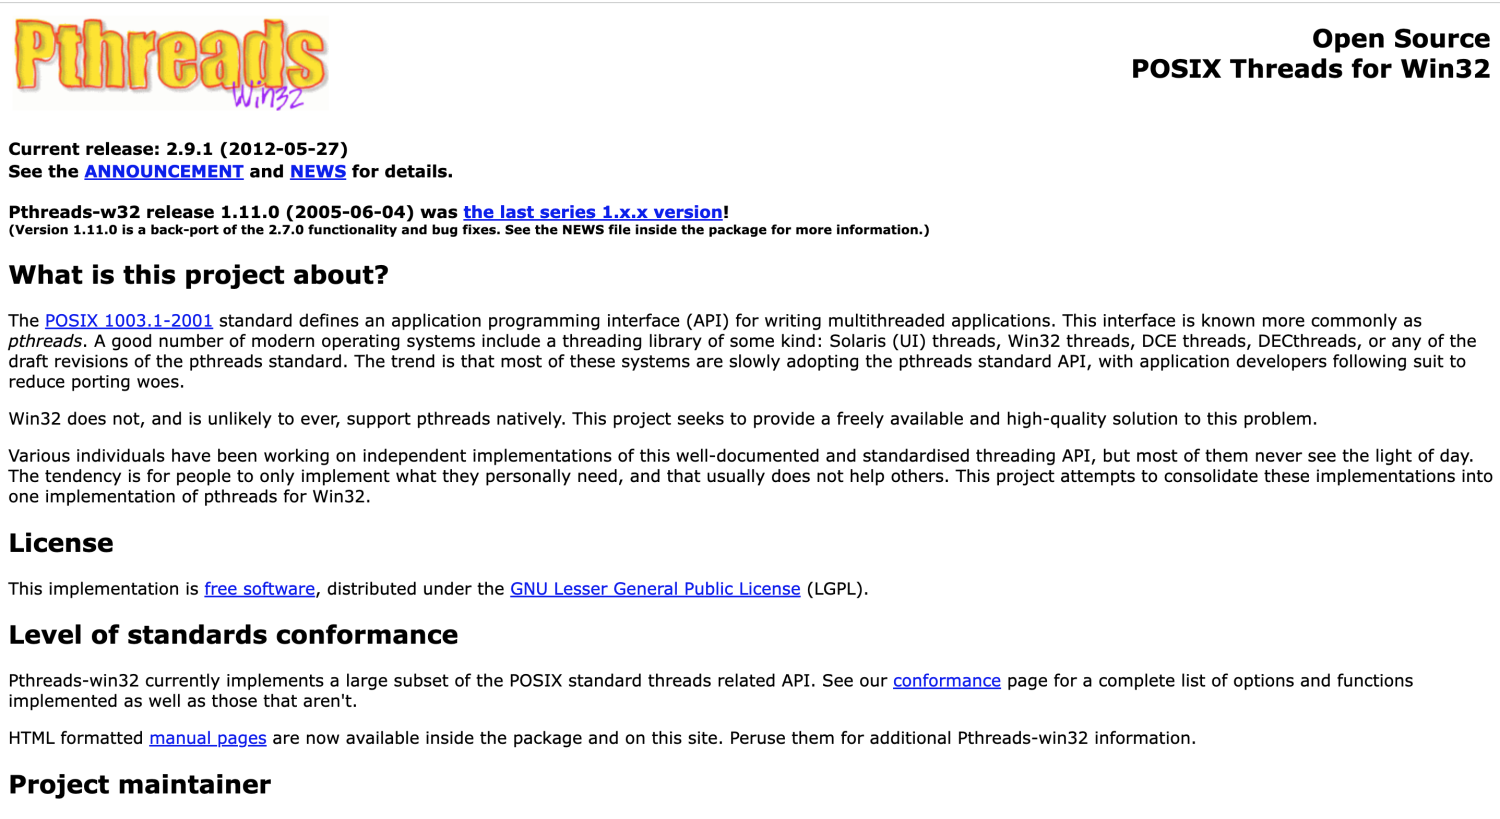 Pthreads
Win32
Open Source
POSIX Threads for Win32
Current release: 2.9.1 (2012-05-27)
See the ANNOUNCEMENT and NEWS for details.
Pthreads-w32 release 1.11.0 (2005-06-04) was the last series 1.x.x version!
(Version 1.11.0 is a back-port of the 2.7.0 functionality and bug fixes. See the NEWS file inside the package for more information.)
What is this project about?
The POSIX 1003.1-2001 standard defines an application programming interface (API) for writing multithreaded applications. This interface is known more commonly as
pthreads. A good number of modern operating systems include a threading library of some kind: Solaris (UI) threads, Win32 threads, DCE threads, DECthreads, or any of the
draft revisions of the pthreads standard. The trend is that most of these systems are slowly adopting the pthreads standard API, with application developers following suit to
reduce porting woes.
Win32 does not, and is unlikely to ever, support pthreads natively. This project seeks to provide a freely available and high-quality solution to this problem.
Various individuals have been working on independent implementations of this well-documented and standardised threading API, but most of them never see the light of day.
The tendency is for people to only implement what they personally need, and that usually does not help others. This project attempts to consolidate these implementations into
one implementation of pthreads for Win32.
License
This implementation is free software, distributed under the GNU Lesser General Public License (LGPL).
Level of standards conformance
Pthreads-win32 currently implements a large subset of the POSIX standard threads related API. See our conformance page for a complete list of options and functions
implemented as well as those that aren't.
HTML formatted manual pages are now available inside the package and on this site. Peruse them for additional Pthreads-win32 information.
Project maintainer